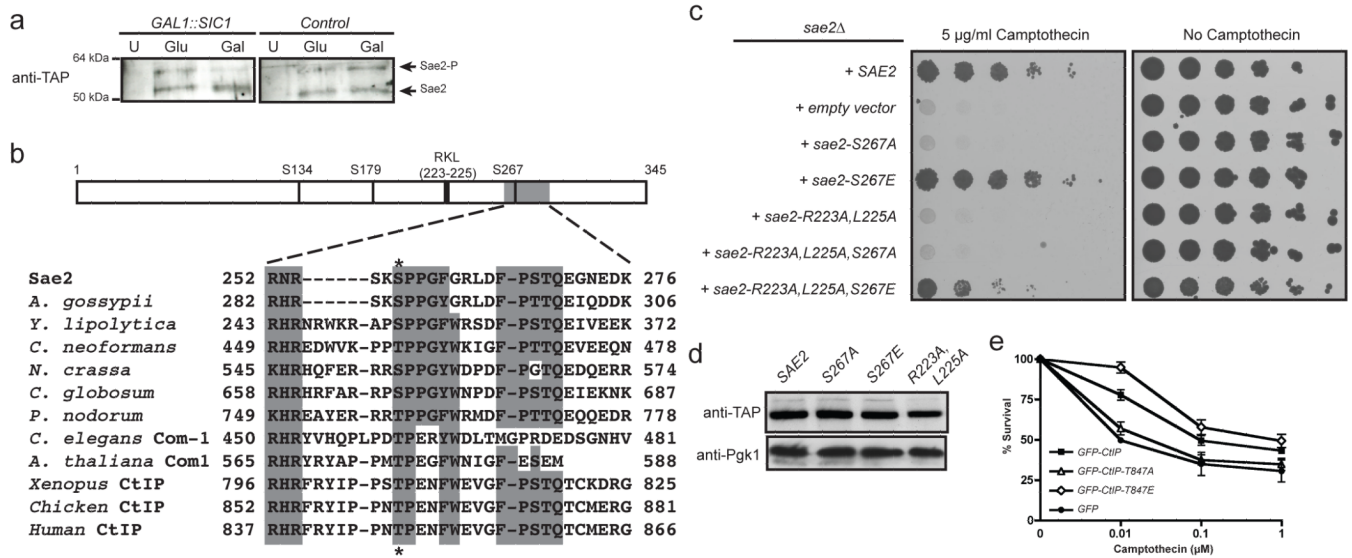 a
GAL1::SIC1 Control
U Glu Gal U Glu Gal
64 kDa
anti-TAP
50 kDa
Sae2-P
Sae2
b
1 S134 S179 RKL (223-225) S267 345
*
Sae2 252 RNR------SKSPPGFGRLDF-PSTQEGNEDK 276
A. gossypii 282 RHR------SKSPPGYGRLDF-PTTQEIQDDK 306
Y. lipolytica 243 RHRNRWKR-APSPPGFWRSDF-PSTQEIVEEK 372
C. neoformans 449 RHREDWVKR-PPTPPGYWKIGF-PTTQEVEEQN 478
N. crassa 545 KHRHQFER-RRSPPGYWDPDF-PGTQEDQERR 574
C. globosum 658 RHRHRFAR-RPSPPGYWNPDF-PSTQEIEKNK 687
P. nodorum 749 KHREAYER-RRTPPGFWRMDF-PTTQEQQEDR 778
C. elegans Com-1 450 RHRYVHQPLPDTPERYWDLTMGPRDEDSGNHV 481
A. thaliana Com1 565 RHRYRYAP-PMTPEGFWNIGF-ESEM 588
Xenopus CtIP 796 RHRFRYIP-PSTPENFWEVGF-PSTQTCKDRG 825
Chicken CtIP 852 RHRFRYIP-PNTPENFWEVGF-PSTQTCMERG 881
Human CtIP 837 RHRFRYIP-PNTPENFWEVGF-PSTQTCMERG 866
*
c
sae2Δ 5 µg/ml Camptothecin No Camptothecin
+ SAE2
+ empty vector
+ sae2-S267A
+ sae2-S267E
+ sae2-R223A,L225A
+ sae2-R223A,L225A,S267A
+ sae2-R223A,L225A,S267E
d
SAE2 S267A S267E R223A, L225A
anti-TAP
anti-Pgk1
e
% Survival
100
75
50
25
0
GFP-CtIP
GFP-CtIP-T847A
GFP-CtIP-T847E
GFP
0 0.01 0.1 1
Camptothecin (µM)